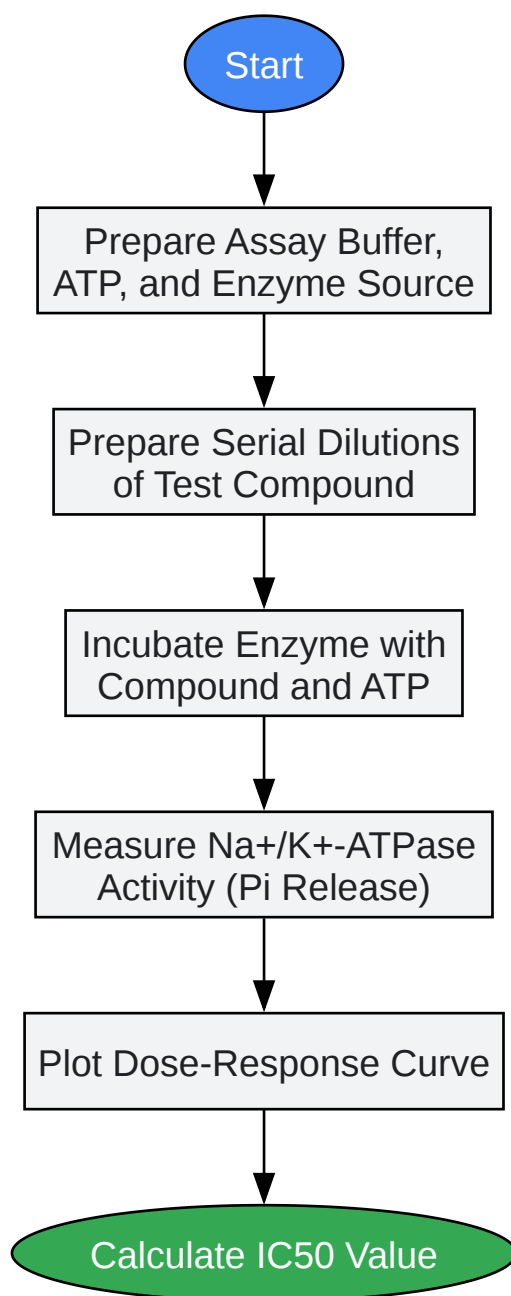 Start
Prepare Assay Buffer,
ATP, and Enzyme Source
Prepare Serial Dilutions
of Test Compound
Incubate Enzyme with
Compound and ATP
Measure Na+/K+-ATPase
Activity (Pi Release)
Plot Dose-Response Curve
Calculate IC50 Value